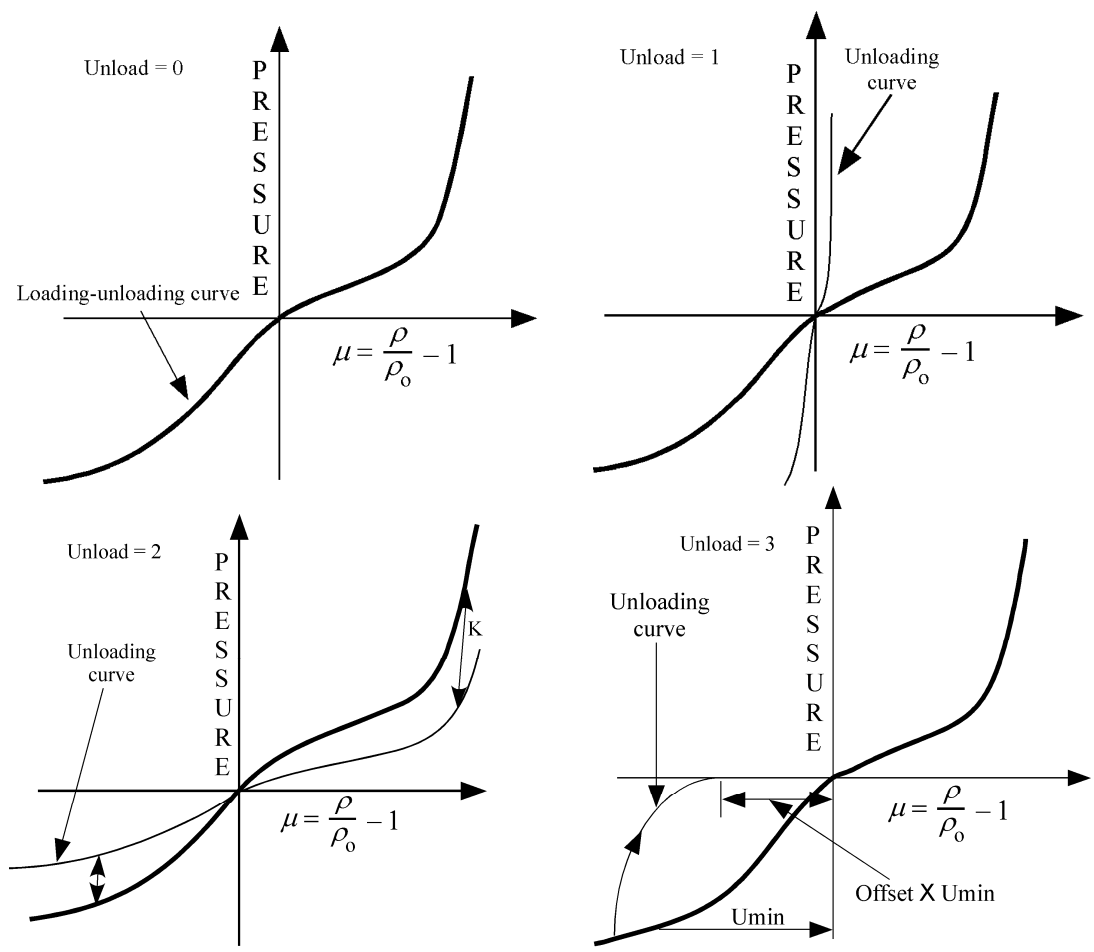 Unload = 0
PRESSURE
Loading-unloading curve
μ = ρ/ρo − 1
Unload = 1
PRESSURE
Unloading
curve
μ = ρ/ρo − 1
Unload = 2
PRESSURE
K
Unloading
curve
μ = ρ/ρo − 1
Unload = 3
PRESSURE
Unloading
curve
μ = ρ/ρo − 1
Offset X Umin
Umin